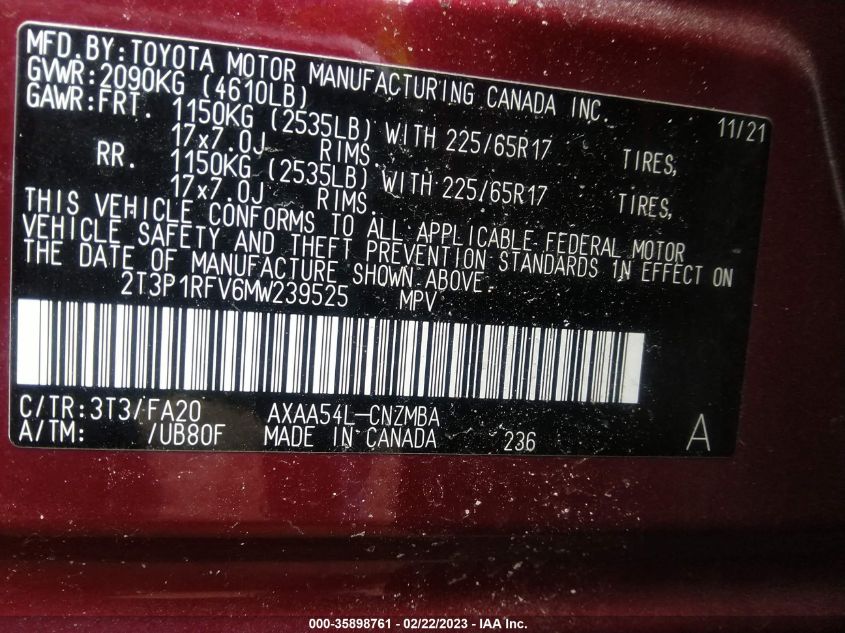 MFD.BY:TOYOTA MOTOR MANUFACTURING CANADA INC. 11/21
GVWR:2090KG (4610LB)
GAWR:FRT. 1150KG (2535LB) WITH 225/65R17 TIRES,
17x7.0J RIMS.
RR. 1150KG (2535LB) WITH 225/65R17 TIRES,
17x7.0J RIMS.
THIS VEHICLE CONFORMS TO ALL APPLICABLE FEDERAL MOTOR
VEHICLE SAFETY AND THEFT PREVENTION STANDARDS IN EFFECT ON
THE DATE OF MANUFACTURE SHOWN ABOVE.
2T3P1RFV6MW239525 MPV
C/TR:3T3/FA20 AXAA54L-CNZMBA
A/TM: /UB80F MADE IN CANADA 236 A
000-35898761 - 02/22/2023 - IAA Inc.